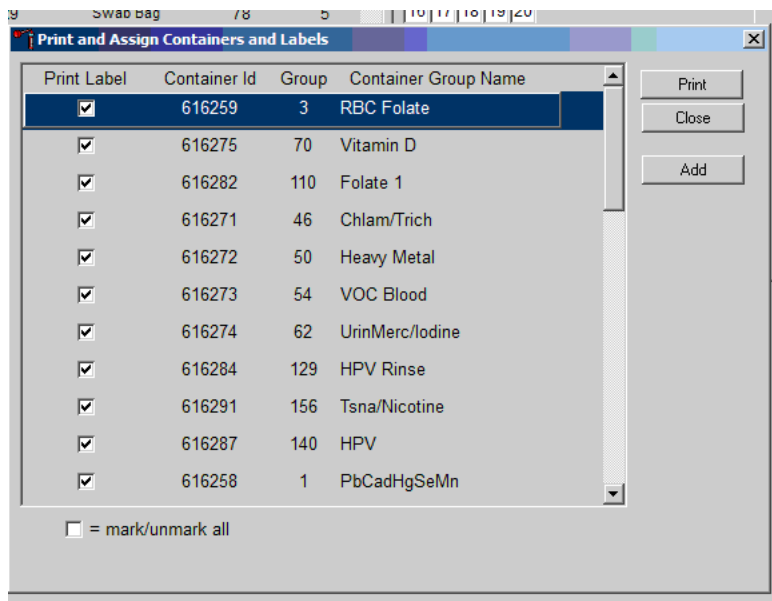 Swab Bag 78 5 16 17 18 19 20
Print and Assign Containers and Labels
Print Label Container Id Group Container Group Name
616259 3 RBC Folate
616275 70 Vitamin D
616282 110 Folate 1
616271 46 Chlam/Trich
616272 50 Heavy Metal
616273 54 VOC Blood
616274 62 UrinMerc/Iodine
616284 129 HPV Rinse
616291 156 Tsna/Nicotine
616287 140 HPV
616258 1 PbCadHgSeMn
= mark/unmark all
Print
Close
Add